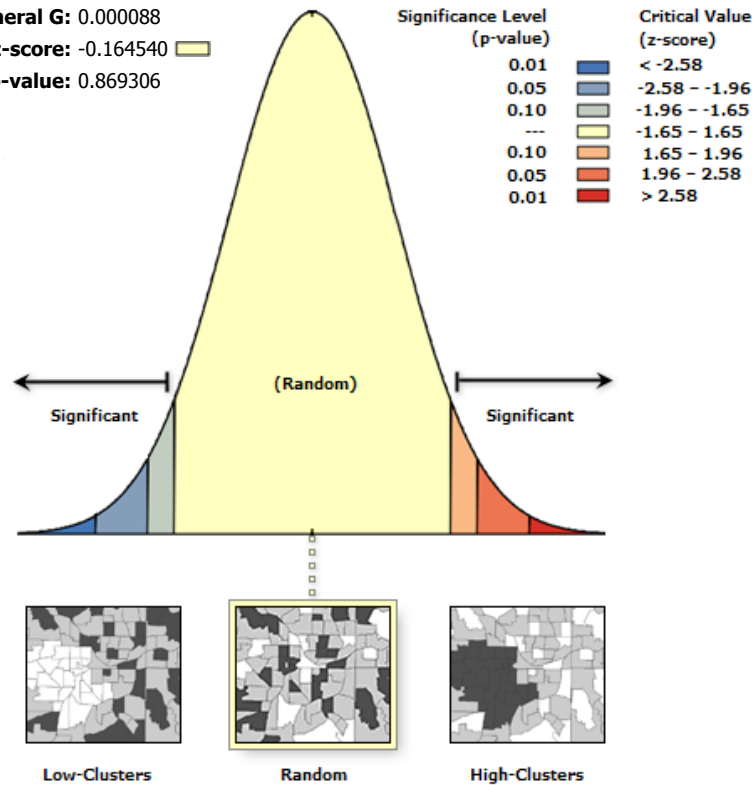 neral G: 0.000088
z-score: -0.164540
p-value: 0.869306
Significance Level
(p-value)
Critical Value
(z-score)
0.01 < -2.58
0.05 -2.58 – -1.96
0.10 -1.96 – -1.65
--- -1.65 – 1.65
0.10 1.65 – 1.96
0.05 1.96 – 2.58
0.01 > 2.58
(Random)
Significant
Significant
Low-Clusters
Random
High-Clusters